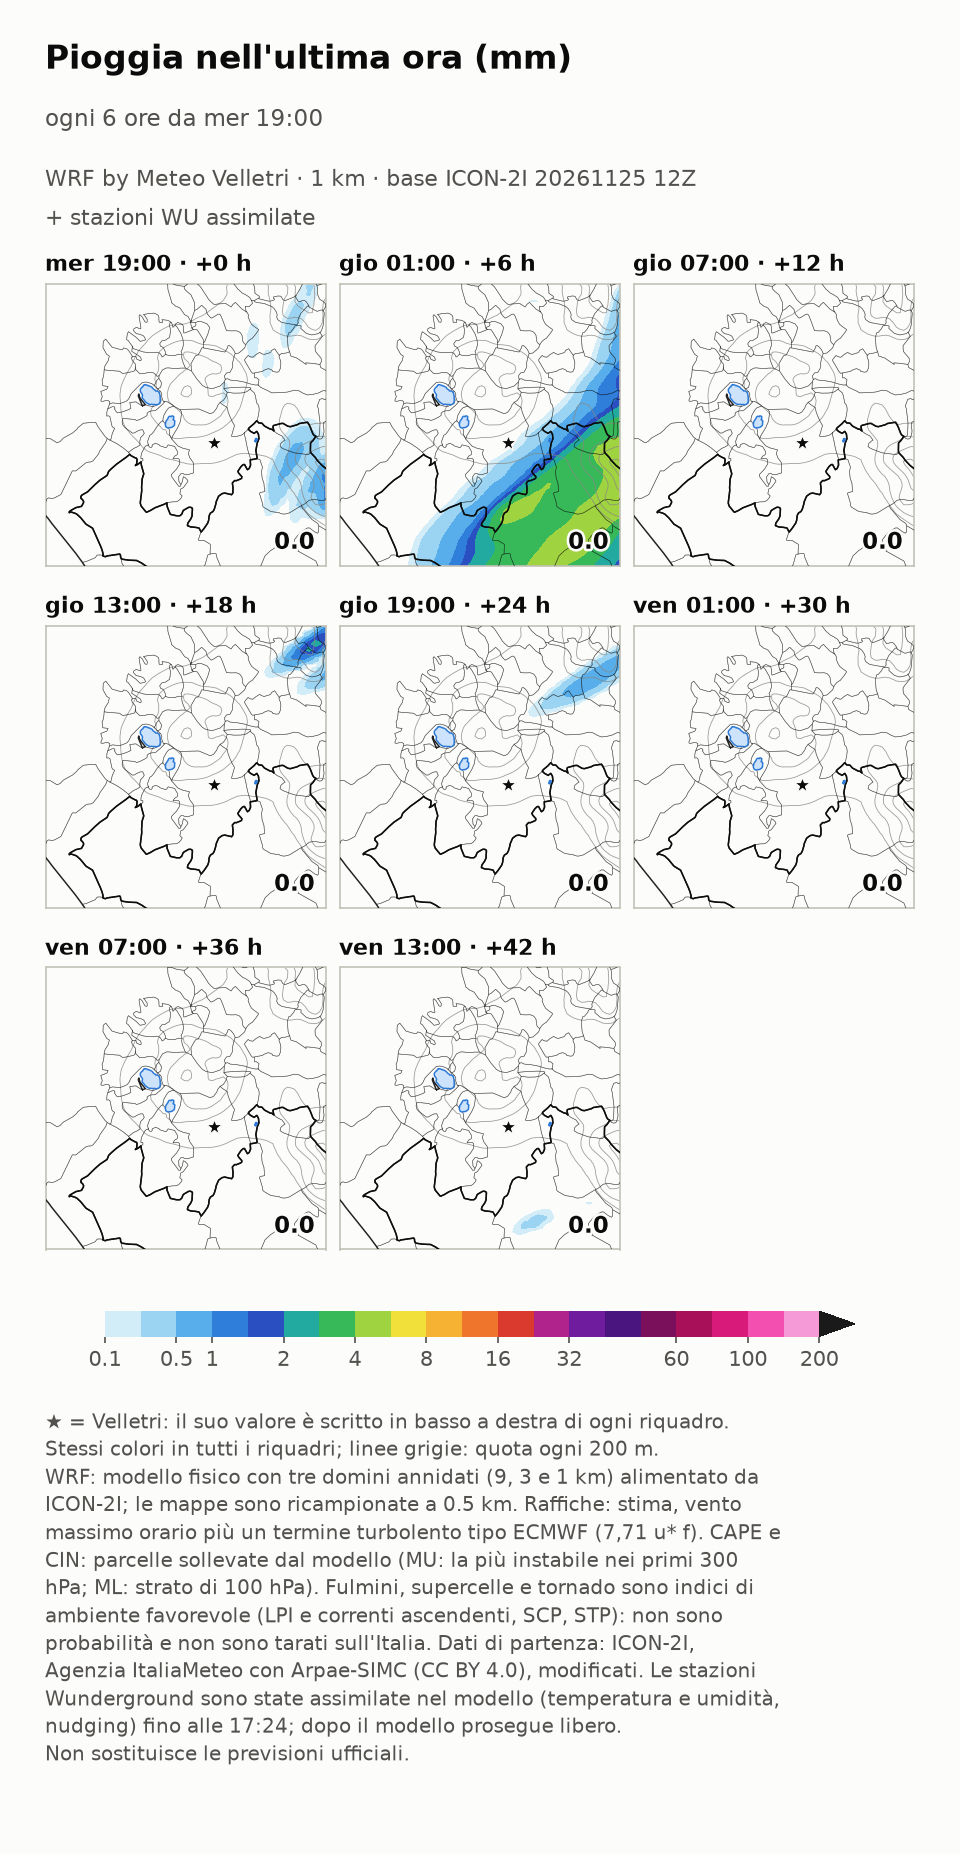 Pioggia nell'ultima ora (mm)
ogni 6 ore da mer 19:00
WRF by Meteo Velletri · 1 km · base ICON-2I 20261125 12Z
+ stazioni WU assimilate
mer 19:00 · +0 h
gio 01:00 · +6 h
gio 07:00 · +12 h
0.0
0.0
0.0
gio 13:00 · +18 h
gio 19:00 · +24 h
ven 01:00 · +30 h
0.0
0.0
0.0
ven 07:00 · +36 h
ven 13:00 · +42 h
0.0
0.0
0.1 0.5 1 2 4 8 16 32 60 100 200
★ = Velletri: il suo valore è scritto in basso a destra di ogni riquadro.
Stessi colori in tutti i riquadri; linee grigie: quota ogni 200 m.
WRF: modello fisico con tre domini annidati (9, 3 e 1 km) alimentato da
ICON-2I; le mappe sono ricampionate a 0.5 km. Raffiche: stima, vento
massimo orario più un termine turbolento tipo ECMWF (7,71 u* f). CAPE e
CIN: parcelle sollevate dal modello (MU: la più instabile nei primi 300
hPa; ML: strato di 100 hPa). Fulmini, supercelle e tornado sono indici di
ambiente favorevole (LPI e correnti ascendenti, SCP, STP): non sono
probabilità e non sono tarati sull'Italia. Dati di partenza: ICON-2I,
Agenzia ItaliaMeteo con Arpae-SIMC (CC BY 4.0), modificati. Le stazioni
Wunderground sono state assimilate nel modello (temperatura e umidità,
nudging) fino alle 17:24; dopo il modello prosegue libero.
Non sostituisce le previsioni ufficiali.